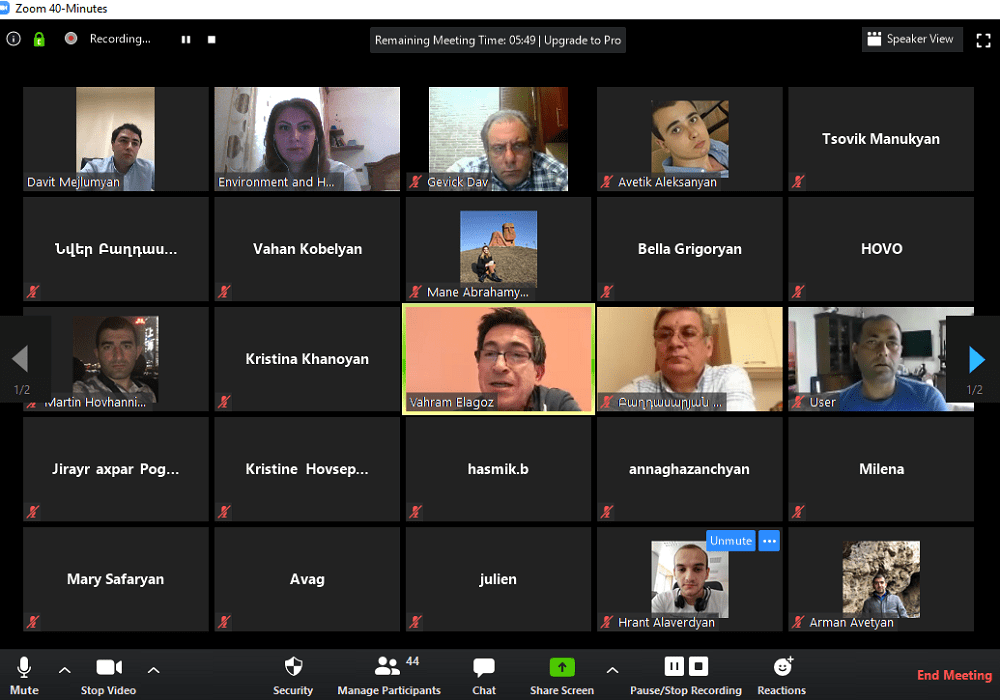 Zoom 40-Minutes
Recording...
Remaining Meeting Time: 05:49 | Upgrade to Pro
Speaker View
Davit Mejlumyan
Environment and H...
Gevick Dav
Avetik Aleksanyan
Tsovik Manukyan
Նվեր Բաղդաս...
Vahan Kobelyan
Mane Abrahamy...
Bella Grigoryan
HOVO
1/2
Martin Hovhanni...
Kristina Khanoyan
Vahram Elagoz
Բաղդասարյան ...
User
1/2
Jirayr axpar Pog...
Kristine Hovsep...
hasmik.b
annaghazanchyan
Milena
Mary Safaryan
Avag
julien
Unmute
Hrant Alaverdyan
Arman Avetyan
Mute
Stop Video
Security
44
Manage Participants
Chat
Share Screen
Pause/Stop Recording
Reactions
End Meeting